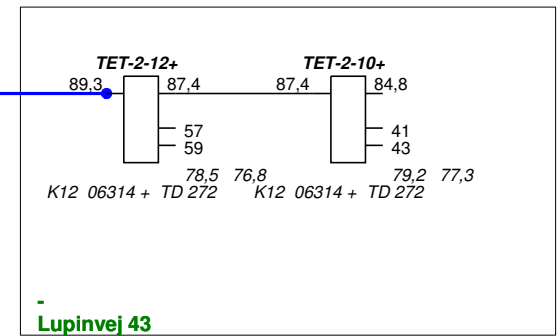 TET-2-12+ TET-2-10+
89,3 87,4 87,4 84,8
57 41
59 43
78,5 76,8 79,2 77,3
K12 06314 + TD 272 K12 06314 + TD 272
-
Lupinvej 43